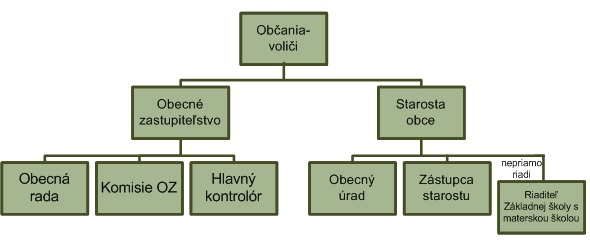 Občania-
voliči
Obecné
zastupiteľstvo
Starosta
obce
Obecná
rada
Komisie OZ
Hlavný
kontrolór
Obecný
úrad
Zástupca
starostu
nepriamo
riadi
Riaditeľ
Základnej školy s
materskou školou